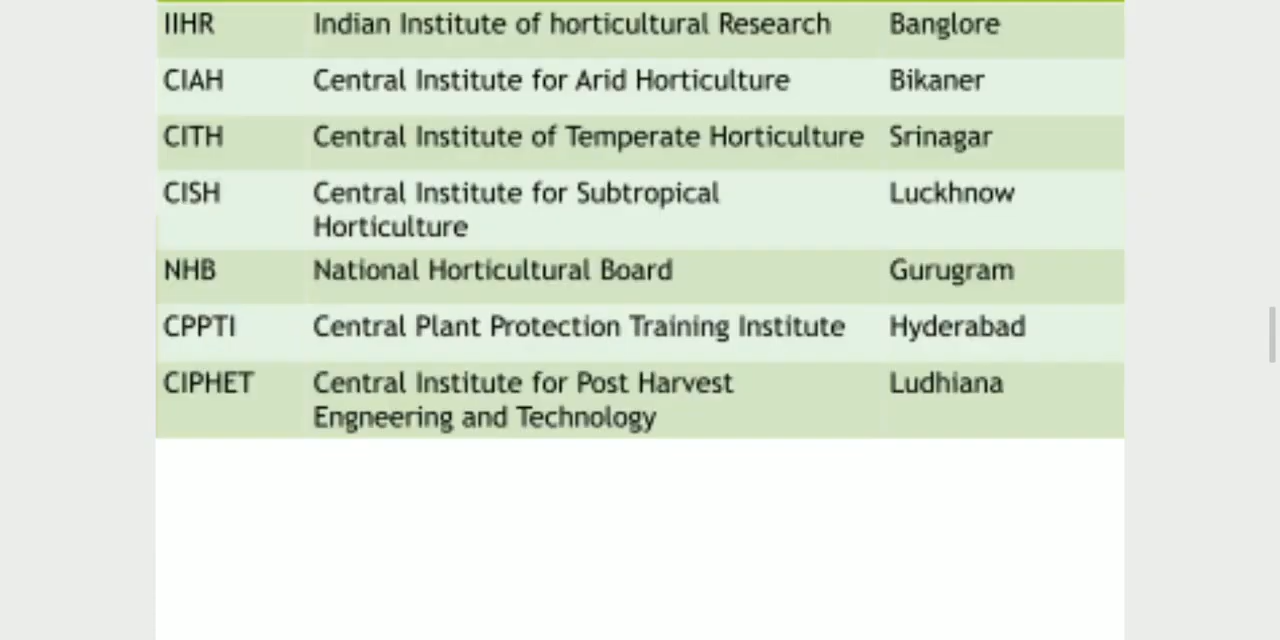 IIHR Indian Institute of horticultural Research Banglore
CIAH Central Institute for Arid Horticulture Bikaner
CITH Central Institute of Temperate Horticulture Srinagar
CISH Central Institute for Subtropical Luckhnow
Horticulture
NHB National Horticultural Board Gurugram
CPPTI Central Plant Protection Training Institute Hyderabad
CIPHET Central Institute for Post Harvest Ludhiana
Engneering and Technology